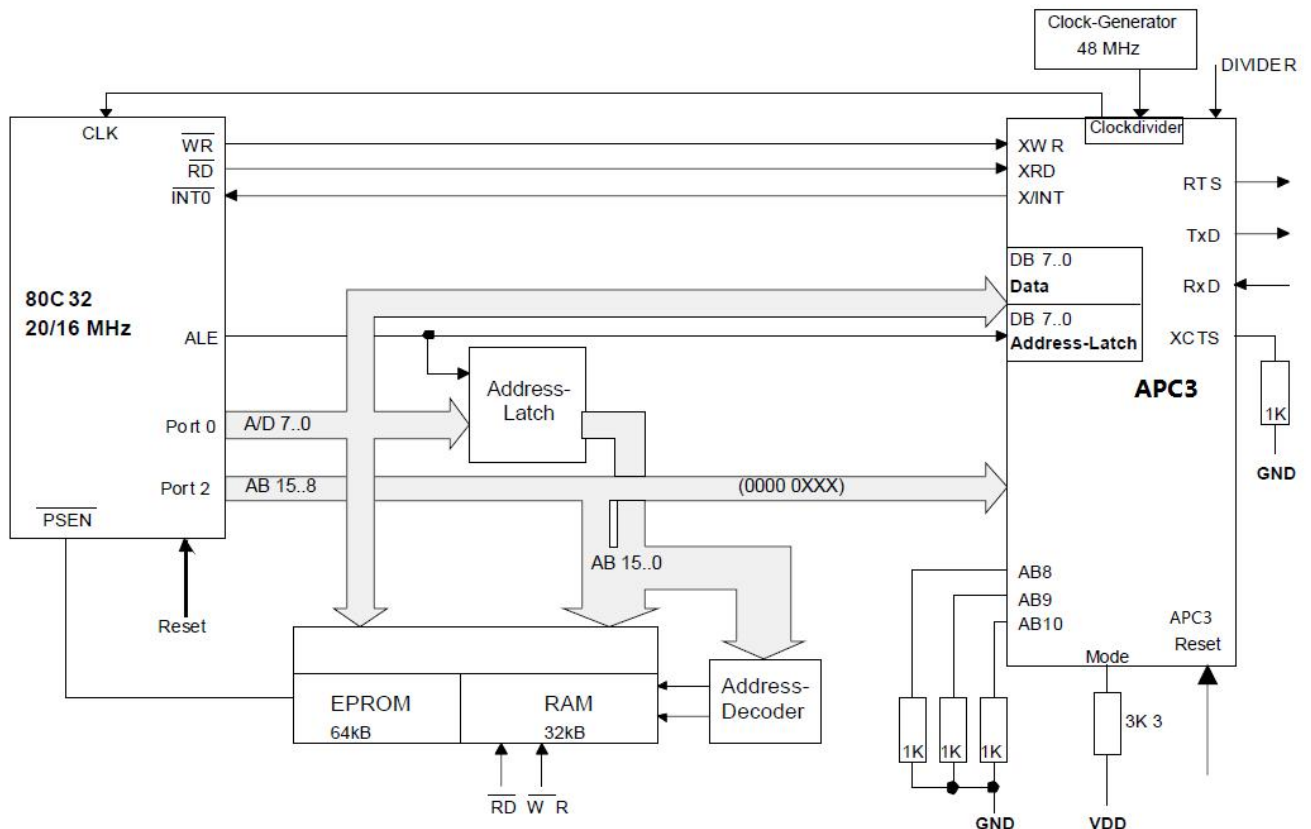 Clock-Generator
48 MHz
DIVIDER
CLK
Clockdivider
WR
XWR
RD
XRD
INT0
X/INT
RTS
TxD
DB 7..0
Data
RxD
80C32
20/16 MHz
DB 7..0
Address-Latch
ALE
XCTS
Address-
Latch
APC3
1K
GND
Port 0
A/D 7..0
Port 2
AB 15..8
(0000 0XXX)
PSEN
AB 15..0
AB8
AB9
AB10
Reset
APC3
Reset
Mode
EPROM
64kB
RAM
32kB
Address-
Decoder
1K
1K
1K
3K 3
RD
W R
GND
VDD